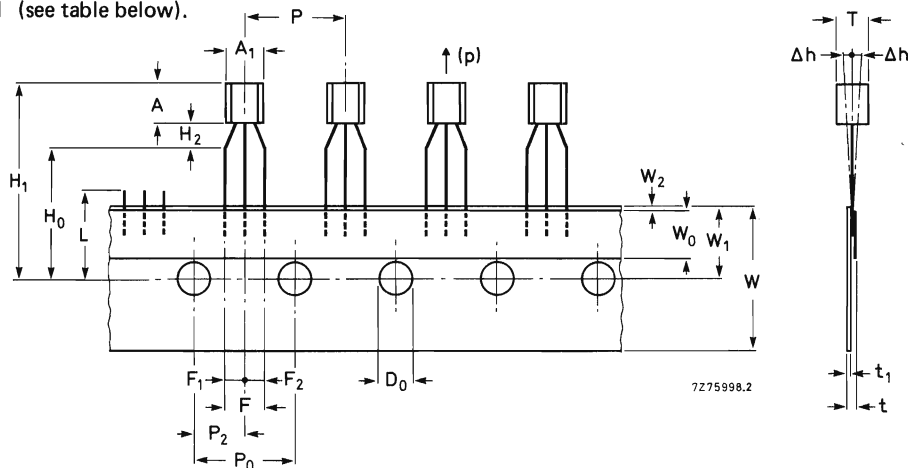 (see table below).
P
T
A1
(p)
Δh
Δh
A
H2
H1
W2
H0
L
W0
W1
W
F1
F2
D0
7Z75998.2
t1
F
t
P2
P0